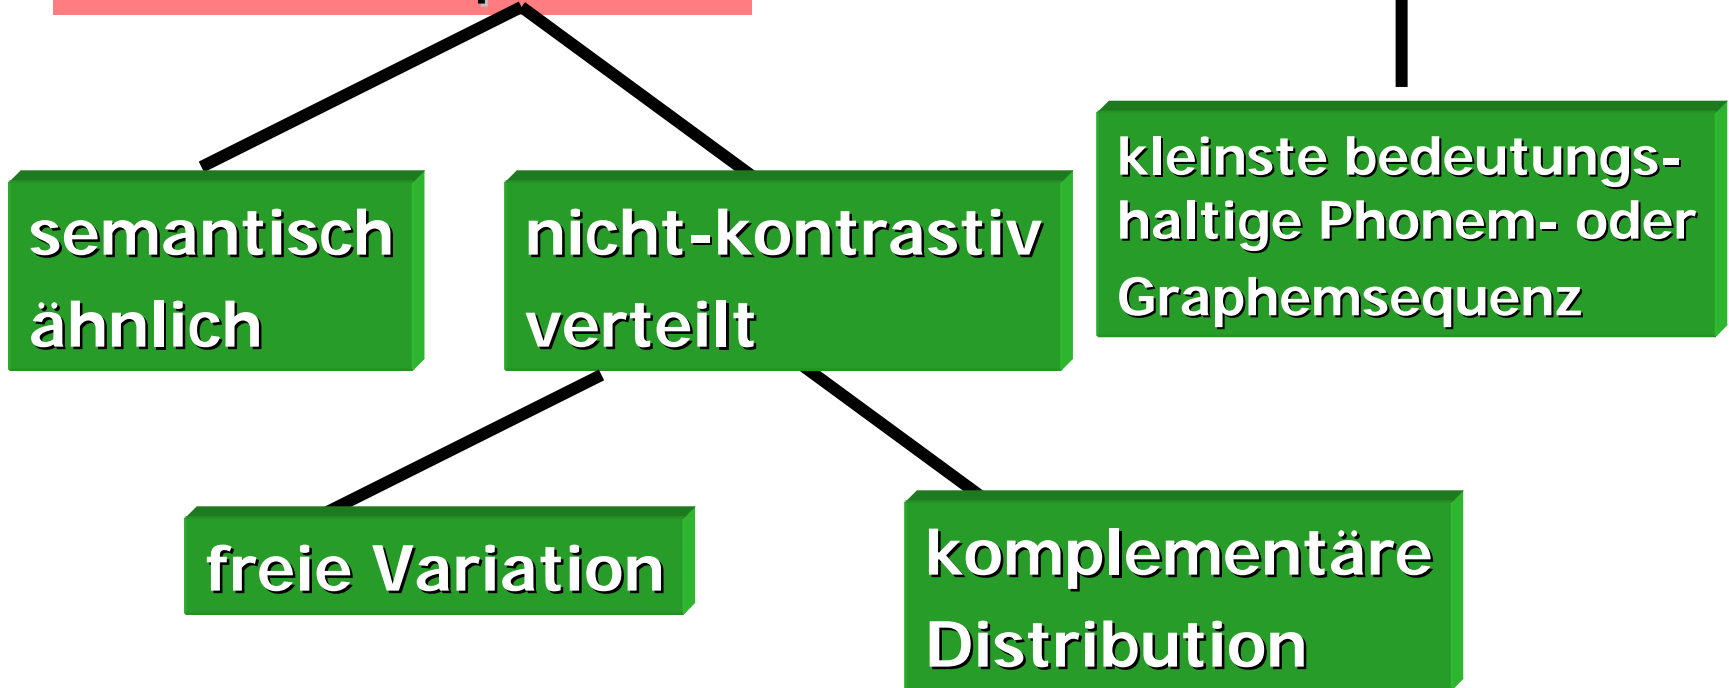 semantisch
ähnlich
nicht-kontrastiv
verteilt
kleinste bedeutungs-
haltige Phonem- oder
Graphemsequenz
freie Variation
komplementäre
Distribution